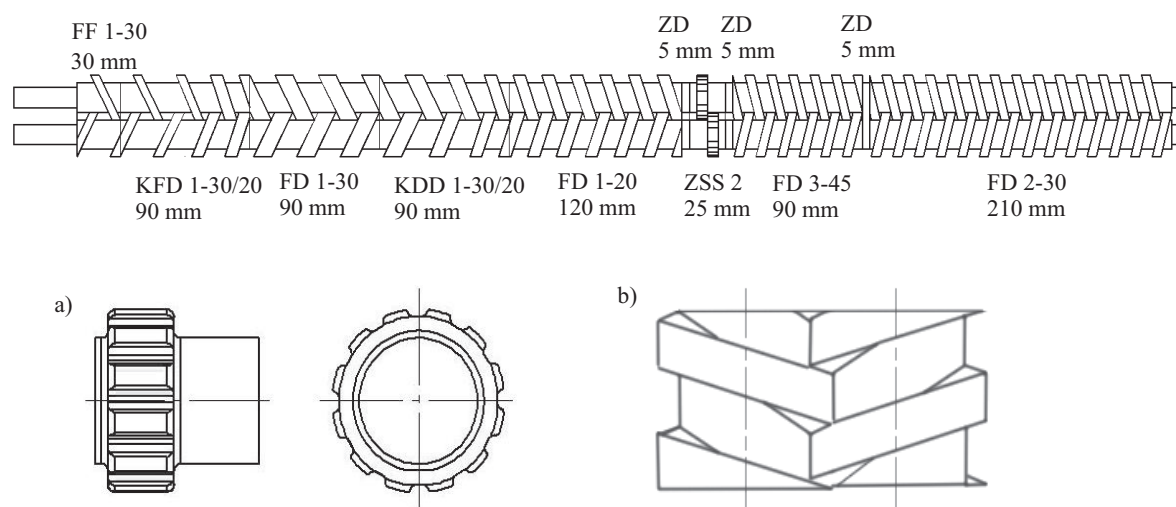 FF 1-30
30 mm
ZD
5 mm
ZD
5 mm
ZD
5 mm
KFD 1-30/20
90 mm
FD 1-30
90 mm
KDD 1-30/20
90 mm
FD 1-20
120 mm
ZSS 2
25 mm
FD 3-45
90 mm
FD 2-30
210 mm
a)
b)